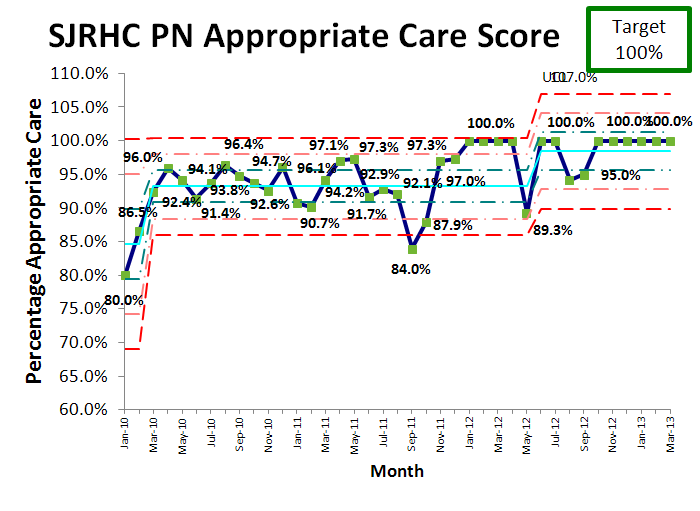 SJRHC PN Appropriate Care Score
Target
100%
110.0%
105.0%
100.0%
95.0%
90.0%
85.0%
80.0%
75.0%
70.0%
65.0%
60.0%
Percentage Appropriate Care
UCL 107.0%
80.0%
86.5%
96.0%
92.4%
94.1%
91.4%
96.4%
93.8%
94.7%
92.6%
96.1%
90.7%
97.1%
94.2%
97.3%
91.7%
92.9%
84.0%
92.1%
87.9%
97.3%
97.0%
100.0%
89.3%
100.0%
95.0%
100.0%
100.0%
Jan-10
Mar-10
May-10
Jul-10
Sep-10
Nov-10
Jan-11
Mar-11
May-11
Jul-11
Sep-11
Nov-11
Jan-12
Mar-12
May-12
Jul-12
Sep-12
Nov-12
Jan-13
Mar-13
Month